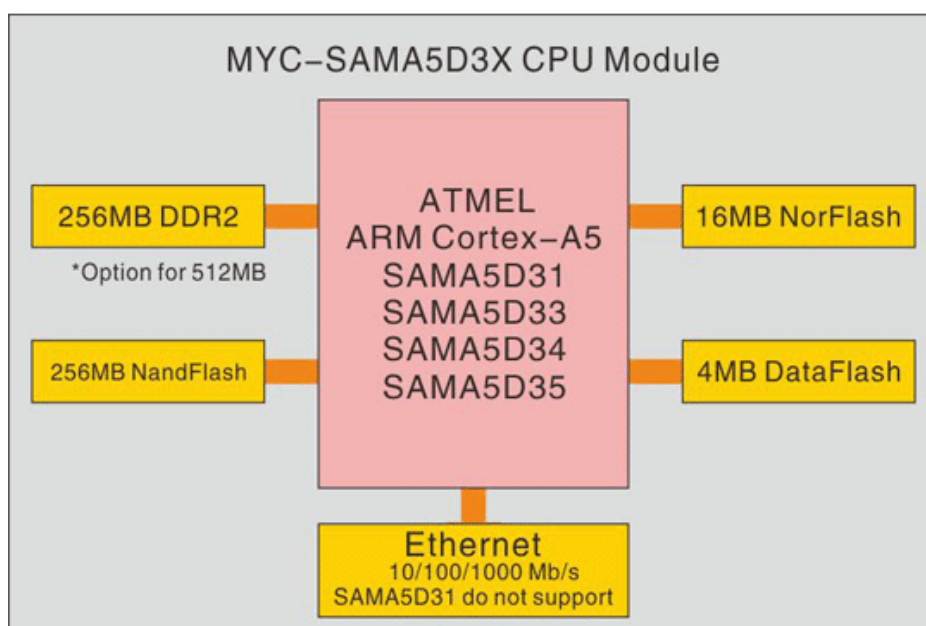 MYC-SAMA5D3X CPU Module
256MB DDR2
*Option for 512MB
256MB NandFlash
ATMEL
ARM Cortex-A5
SAMA5D31
SAMA5D33
SAMA5D34
SAMA5D35
16MB NorFlash
4MB DataFlash
Ethernet
10/100/1000 Mb/s
SAMA5D31 do not support